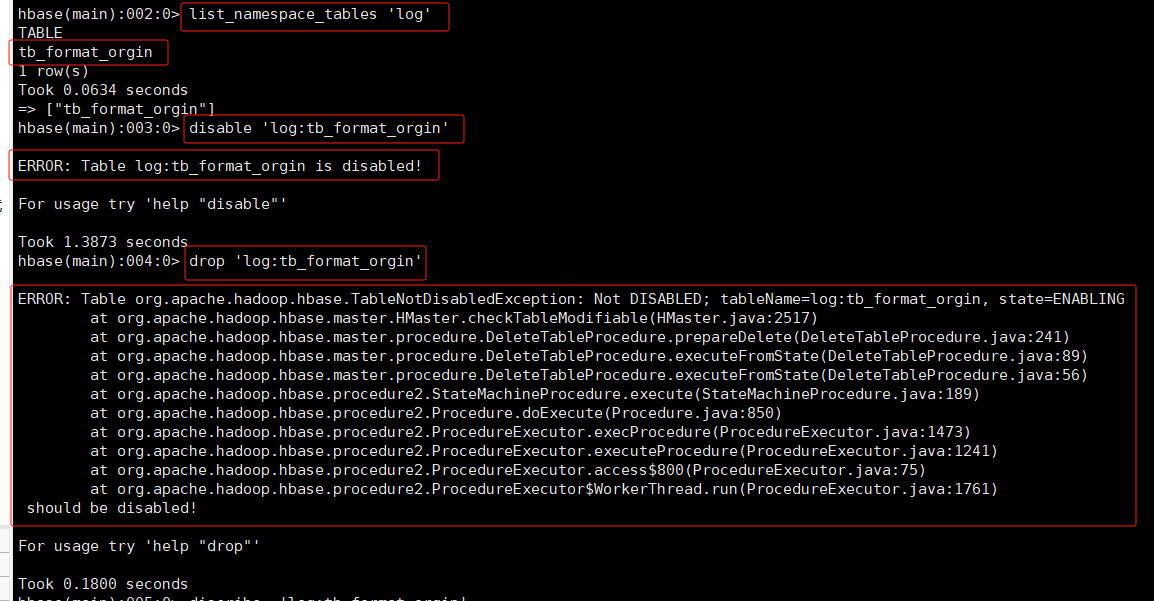 hbase(main):002:0> list_namespace_tables 'log'
TABLE
tb_format_orgin
1 row(s)
Took 0.0634 seconds
=> ["tb_format_orgin"]
hbase(main):003:0> disable 'log:tb_format_orgin'
ERROR: Table log:tb_format_orgin is disabled!
For usage try 'help "disable"'
Took 1.3873 seconds
hbase(main):004:0> drop 'log:tb_format_orgin'
ERROR: Table org.apache.hadoop.hbase.TableNotDisabledException: Not DISABLED; tableName=log:tb_format_orgin, state=ENABLING
at org.apache.hadoop.hbase.master.HMaster.checkTableModifiable(HMaster.java:2517)
at org.apache.hadoop.hbase.master.procedure.DeleteTableProcedure.prepareDelete(DeleteTableProcedure.java:241)
at org.apache.hadoop.hbase.master.procedure.DeleteTableProcedure.executeFromState(DeleteTableProcedure.java:89)
at org.apache.hadoop.hbase.master.procedure.DeleteTableProcedure.executeFromState(DeleteTableProcedure.java:56)
at org.apache.hadoop.hbase.procedure2.StateMachineProcedure.execute(StateMachineProcedure.java:189)
at org.apache.hadoop.hbase.procedure2.Procedure.doExecute(Procedure.java:850)
at org.apache.hadoop.hbase.procedure2.ProcedureExecutor.execProcedure(ProcedureExecutor.java:1473)
at org.apache.hadoop.hbase.procedure2.ProcedureExecutor.executeProcedure(ProcedureExecutor.java:1241)
at org.apache.hadoop.hbase.procedure2.ProcedureExecutor.access$800(ProcedureExecutor.java:75)
at org.apache.hadoop.hbase.procedure2.ProcedureExecutor$WorkerThread.run(ProcedureExecutor.java:1761)
should be disabled!
For usage try 'help "drop"'
Took 0.1800 seconds